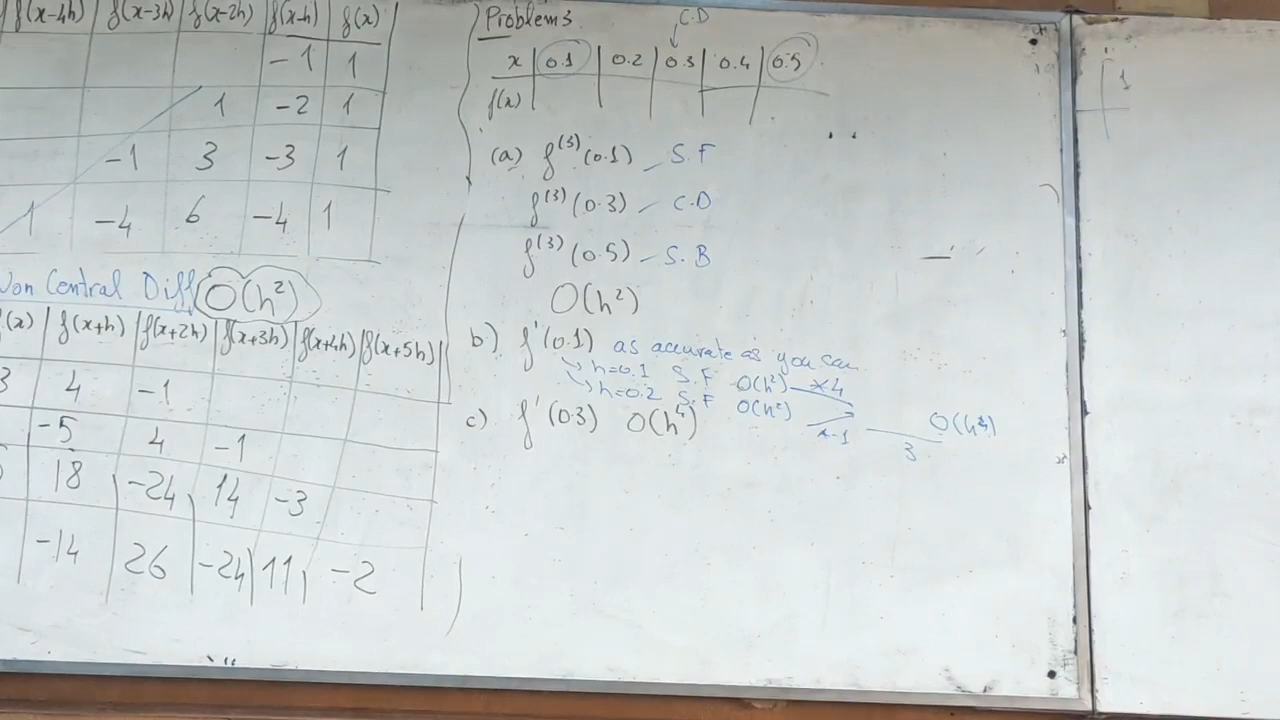 f(x-4h) | f(x-3h) | f(x-2h) | f(x-h) | f(x)
-1 | 1
1 | -2 | 1
-1 | 3 | -3 | 1
1 | -4 | 6 | -4 | 1
Non Central Diff O(h²)
f(x) | f(x+h) | f(x+2h) | f(x+3h) | f(x+4h) | f(x+5h)
3 | 4 | -1
-5 | 4 | -1
18 | -24 | 14 | -3
-14 | 26 | -24 | 11 | -2
Problems
C.D
x | 0.1 | 0.2 | 0.3 | 0.4 | 0.5
f(x)
(a) f⁽³⁾(0.1) – S.F
f⁽³⁾(0.3) – C.D
f⁽³⁾(0.5) – S.B
O(h²)
b) f'(0.1) as accurate as you can
→ h=0.1 S.F O(h²) ×4
→ h=0.2 S.F O(h²) ×-1
3
c) f'(0.3) O(h⁴)
1